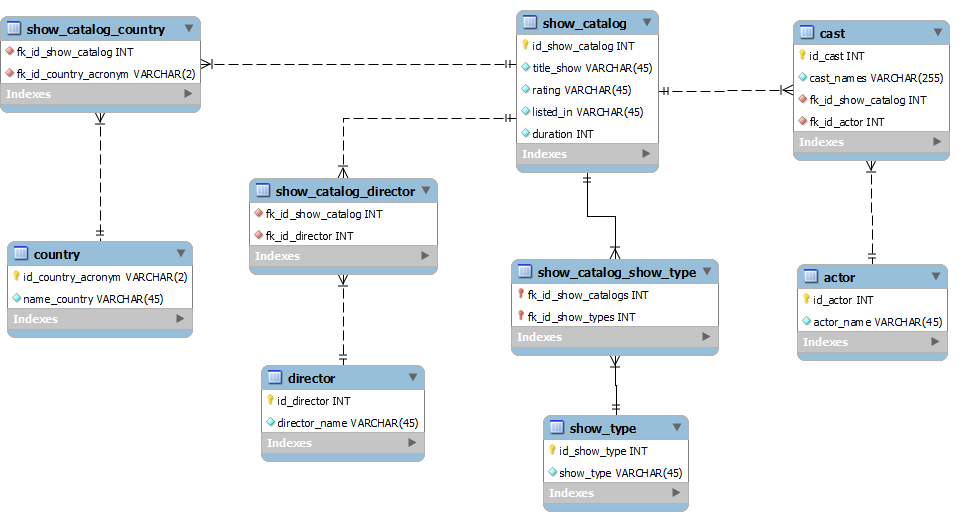 show_catalog_country
fk_id_show_catalog INT
fk_id_country_acronym VARCHAR(2)
Indexes
show_catalog
id_show_catalog INT
title_show VARCHAR(45)
rating VARCHAR(45)
listed_in VARCHAR(45)
duration INT
Indexes
cast
id_cast INT
cast_names VARCHAR(255)
fk_id_show_catalog INT
fk_id_actor INT
Indexes
show_catalog_director
fk_id_show_catalog INT
fk_id_director INT
Indexes
country
id_country_acronym VARCHAR(2)
name_country VARCHAR(45)
Indexes
show_catalog_show_type
fk_id_show_catalogs INT
fk_id_show_types INT
Indexes
actor
id_actor INT
actor_name VARCHAR(45)
Indexes
director
id_director INT
director_name VARCHAR(45)
Indexes
show_type
id_show_type INT
show_type VARCHAR(45)
Indexes